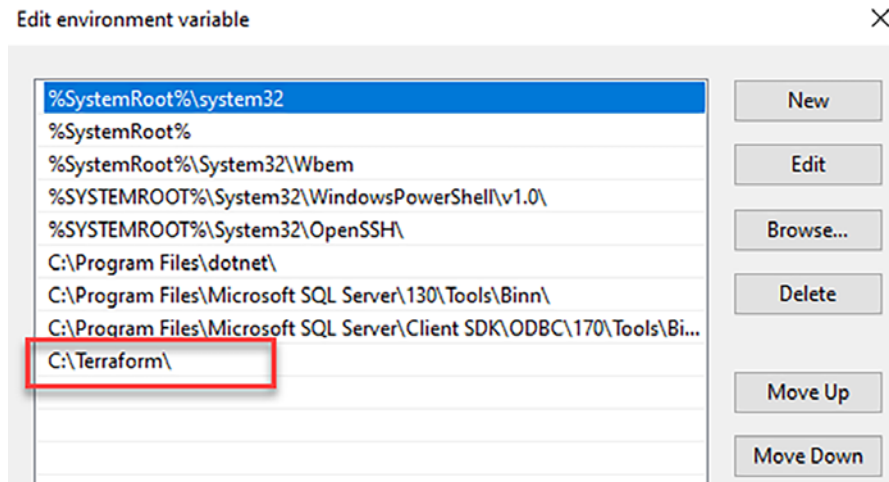 Edit environment variable
%SystemRoot%\system32
%SystemRoot%
%SystemRoot%\System32\Wbem
%SYSTEMROOT%\System32\WindowsPowerShell\v1.0\
%SYSTEMROOT%\System32\OpenSSH\
C:\Program Files\dotnet\
C:\Program Files\Microsoft SQL Server\130\Tools\Binn\
C:\Program Files\Microsoft SQL Server\Client SDK\ODBC\170\Tools\Bi...
C:\Terraform\
New
Edit
Browse...
Delete
Move Up
Move Down